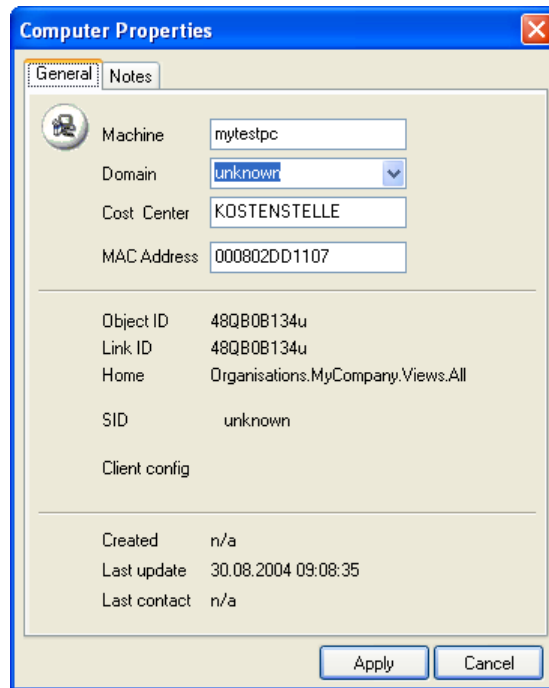 Computer Properties
General Notes
Machine mytestpc
Domain unknown
Cost Center KOSTENSTELLE
MAC Address 000802DD1107
Object ID 48QB0B134u
Link ID 48QB0B134u
Home Organisations.MyCompany.Views.All
SID unknown
Client config
Created n/a
Last update 30.08.2004 09:08:35
Last contact n/a
Apply Cancel